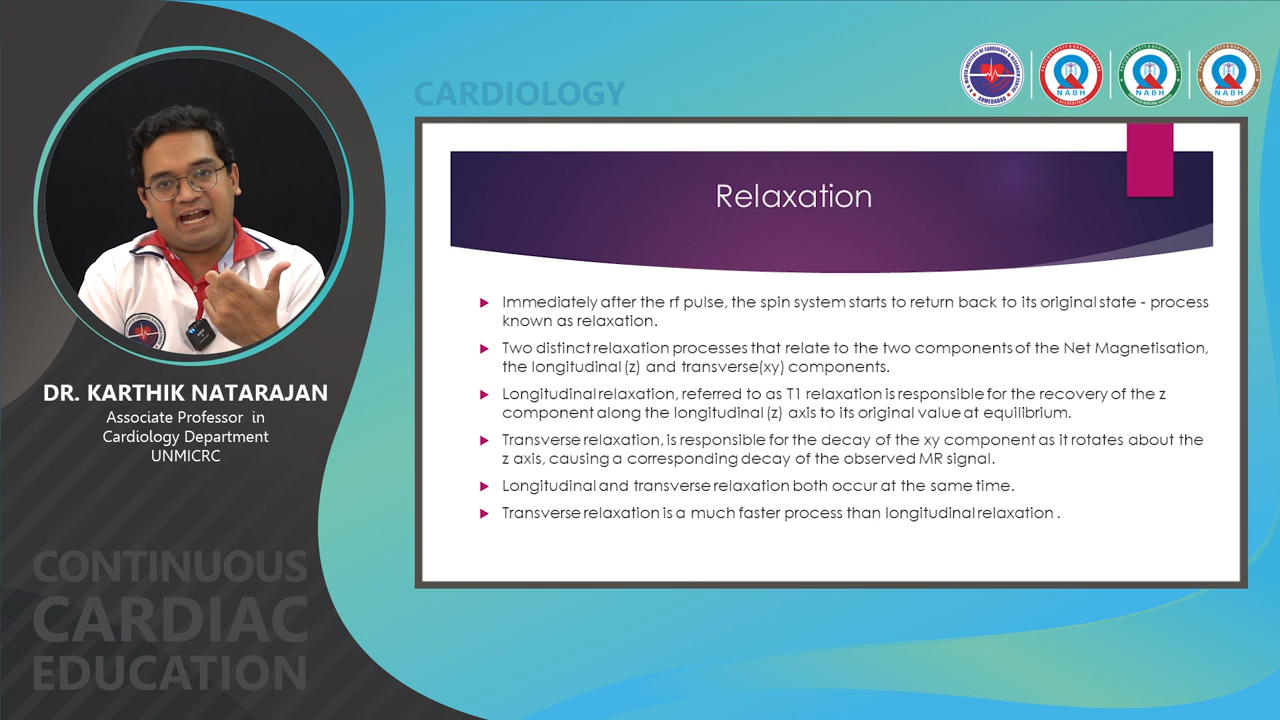 CARDIOLOGY
NABH
NABH
NABH
Relaxation
Immediately after the rf pulse, the spin system starts to return back to its original state - process
known as relaxation.
Two distinct relaxation processes that relate to the two components of the Net Magnetisation,
the longitudinal (z) and transverse(xy) components.
Longitudinal relaxation, referred to as T1 relaxation is responsible for the recovery of the z
component along the longitudinal (z) axis to its original value at equilibrium.
Transverse relaxation, is responsible for the decay of the xy component as it rotates about the
z axis, causing a corresponding decay of the observed MR signal.
Longitudinal and transverse relaxation both occur at the same time.
Transverse relaxation is a much faster process than longitudinal relaxation .
DR. KARTHIK NATARAJAN
Associate Professor in
Cardiology Department
UNMICRC
CONTINUOUS
CARDIAC
EDUCATION